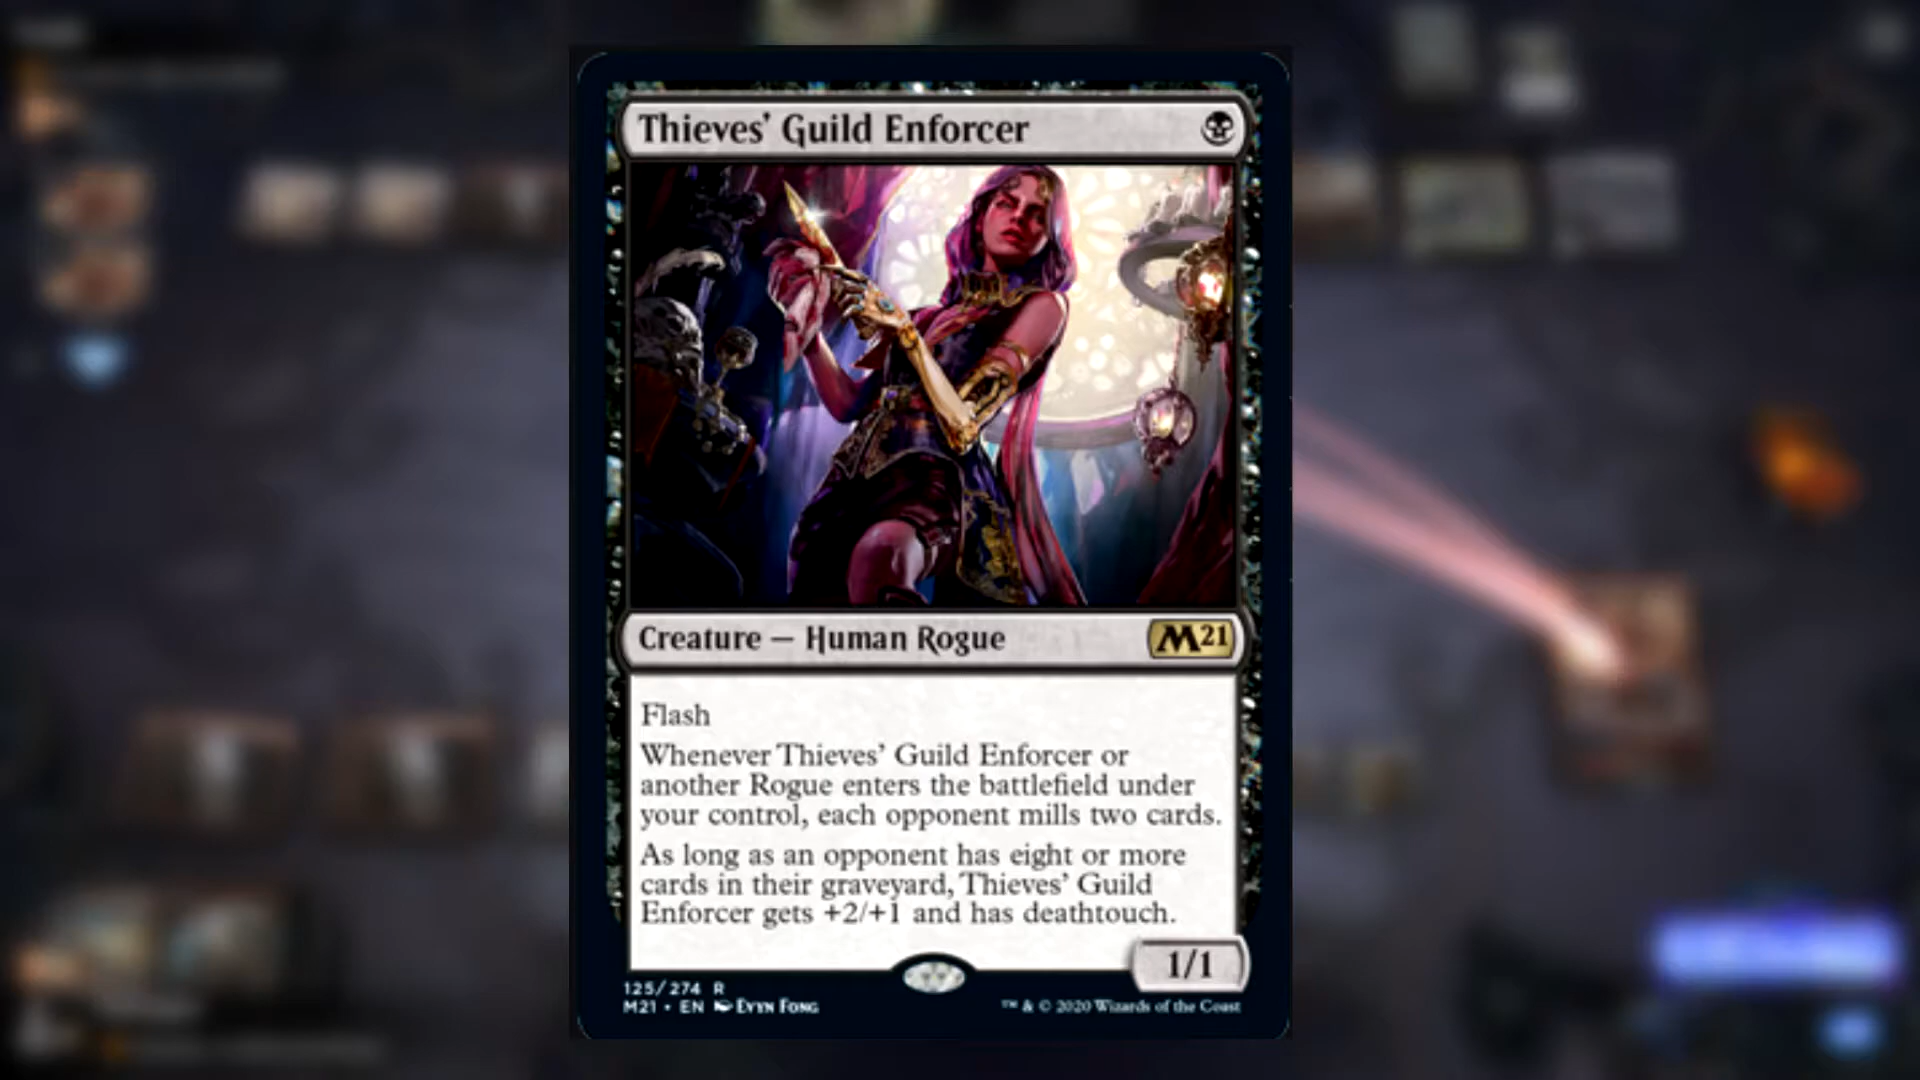 Thieves' Guild Enforcer
Creature — Human Rogue
M21
Flash
Whenever Thieves' Guild Enforcer or
another Rogue enters the battlefield under
your control, each opponent mills two cards.
As long as an opponent has eight or more
cards in their graveyard, Thieves' Guild
Enforcer gets +2/+1 and has deathtouch.
1/1
125/274 R
M21 • EN Evyn Fong
™ & © 2020 Wizards of the Coast